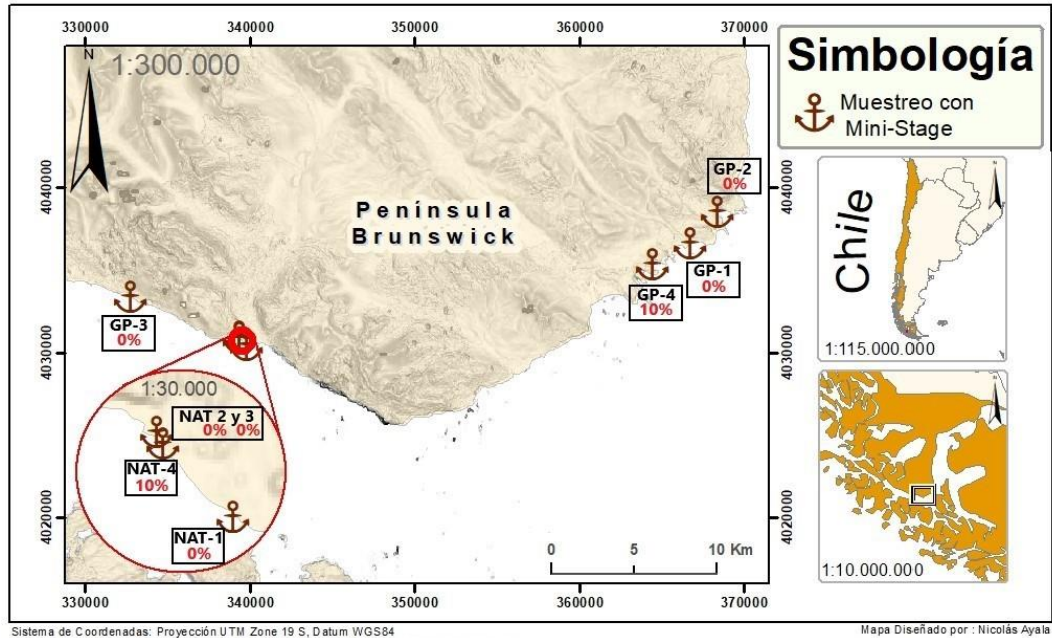 330000 340000 350000 360000 370000
N
1:300.000
4040000
4030000
4020000
Península
Brunswick
GP-2
0%
GP-1
0%
GP-4
10%
GP-3
0%
1:30.000
NAT 2 y 3
0% 0%
NAT-4
10%
NAT-1
0%
0 5 10 Km
4040000
4030000
4020000
330000 340000 350000 360000 370000
Simbología
Muestreo con
Mini-Stage
Chile
1:115.000.000
1:10.000.000
Sistema de Coordenadas: Proyección UTM Zone 19 S, Datum WGS84
Mapa Diseñado por : Nicolás Ayala